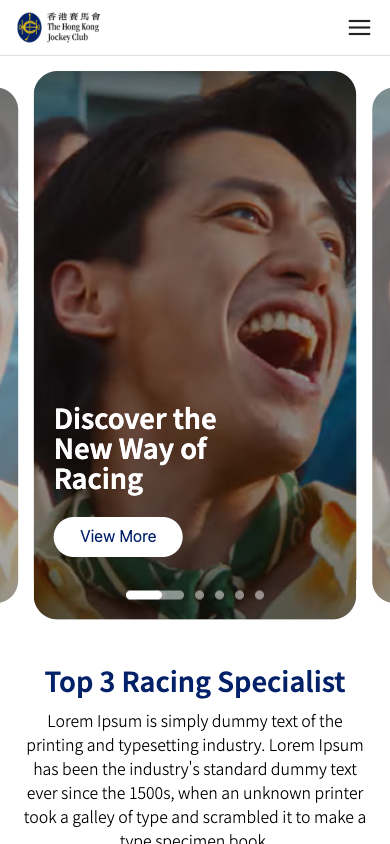 香港賽馬會
The Hong Kong
Jockey Club
Discover the
New Way of
Racing
View More
Top 3 Racing Specialist
Lorem Ipsum is simply dummy text of the
printing and typesetting industry. Lorem Ipsum
has been the industry's standard dummy text
ever since the 1500s, when an unknown printer
took a galley of type and scrambled it to make a
type specimen book.